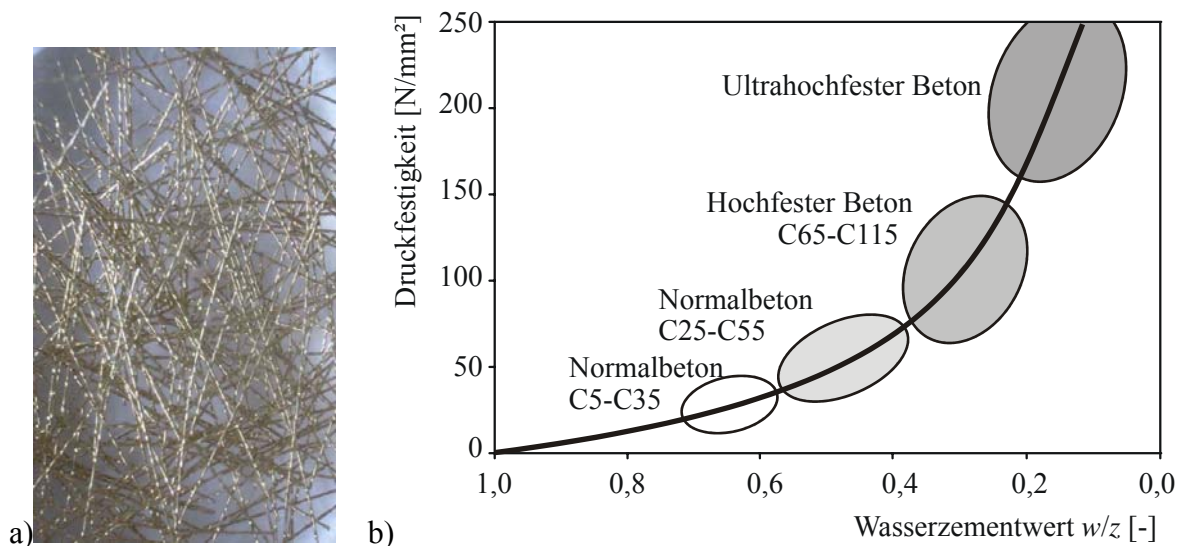 a)
b)
Druckfestigkeit [N/mm²]
250
200
150
100
50
0
Ultrahochfester Beton
Hochfester Beton
C65-C115
Normalbeton
C25-C55
Normalbeton
C5-C35
1,0 0,8 0,6 0,4 0,2 0,0
Wasserzementwert w/z [-]